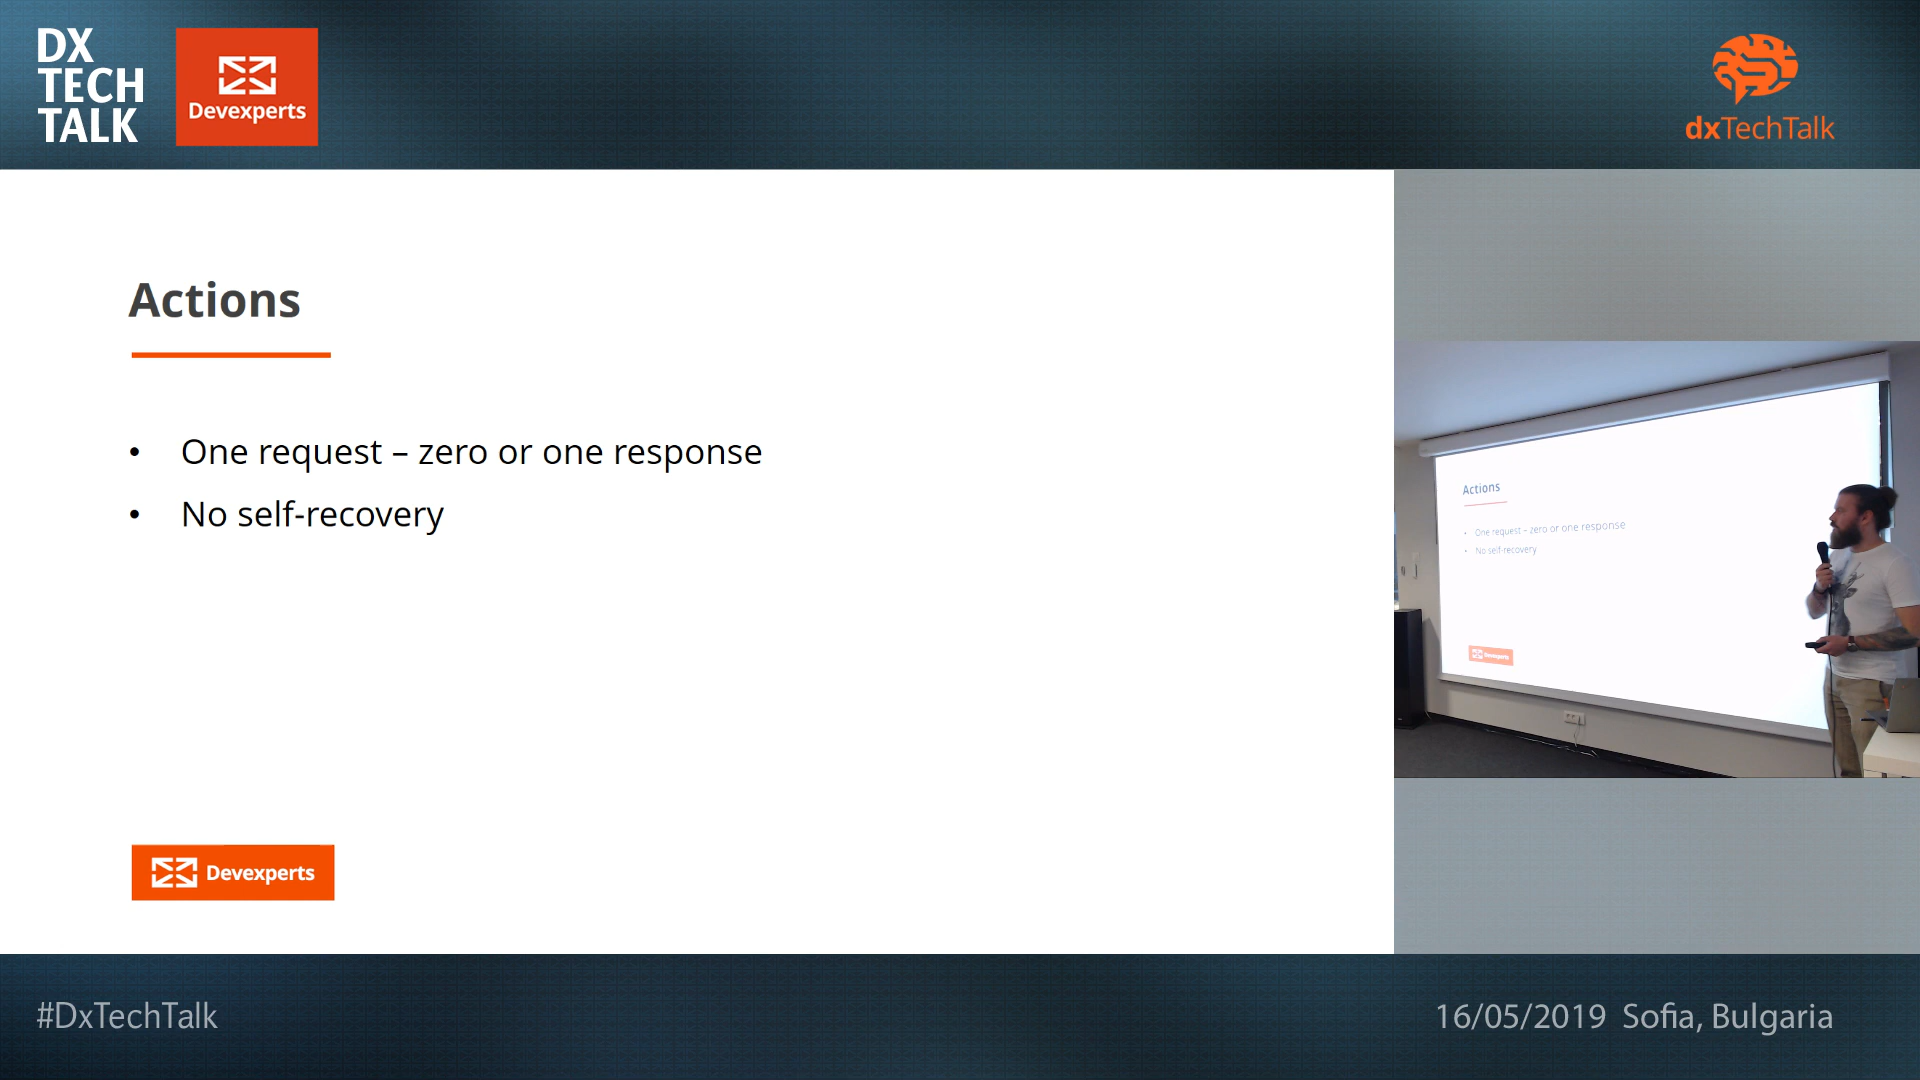 DX
TECH
TALK
Devexperts
dxTechTalk
Actions
• One request – zero or one response
• No self-recovery
Devexperts
Actions
• One request – zero or one response
• No self-recovery
Devexperts
#DxTechTalk
16/05/2019 Sofia, Bulgaria